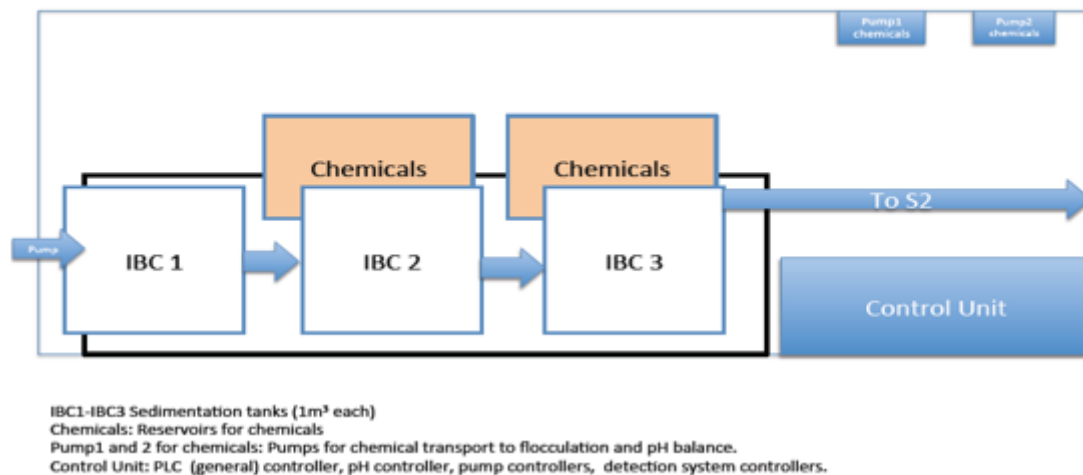 Pump1
chemicals
Pump2
chemicals
Chemicals
Chemicals
To S2
Pump
IBC 1
IBC 2
IBC 3
Control Unit
IBC1-IBC3 Sedimentation tanks (1m³ each)
Chemicals: Reservoirs for chemicals
Pump1 and 2 for chemicals: Pumps for chemical transport to flocculation and pH balance.
Control Unit: PLC (general) controller, pH controller, pump controllers, detection system controllers.